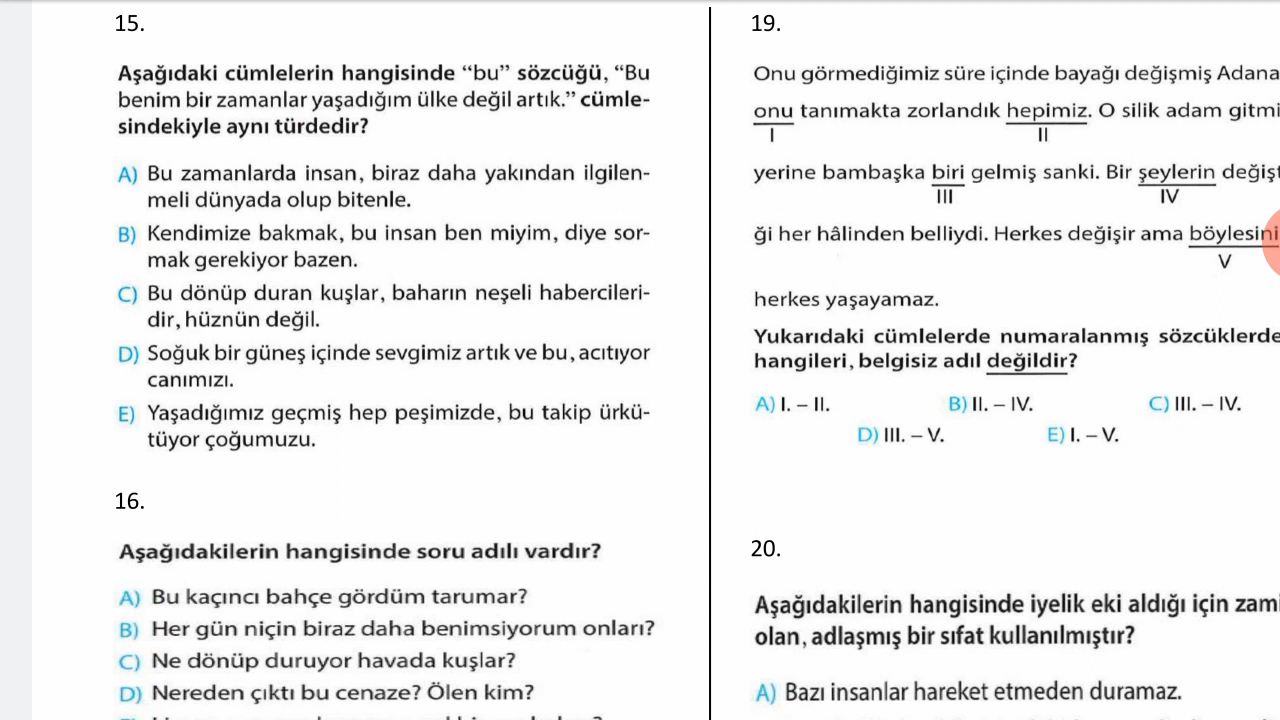 15.
Aşağıdaki cümlelerin hangisinde “bu” sözcüğü, “Bu
benim bir zamanlar yaşadığım ülke değil artık.” cümle-
sindekiyle aynı türdedir?
A) Bu zamanlarda insan, biraz daha yakından ilgilen-
meli dünyada olup bitenle.
B) Kendimize bakmak, bu insan ben miyim, diye sor-
mak gerekiyor bazen.
C) Bu dönüp duran kuşlar, baharın neşeli habercileri-
dir, hüznün değil.
D) Soğuk bir güneş içinde sevgimiz artık ve bu, acıtıyor
canımızı.
E) Yaşadığımız geçmiş hep peşimizde, bu takip ürkü-
tüyor çoğumuzu.
16.
Aşağıdakilerin hangisinde soru adılı vardır?
A) Bu kaçıncı bahçe gördüm tarumar?
B) Her gün niçin biraz daha benimsiyorum onları?
C) Ne dönüp duruyor havada kuşlar?
D) Nereden çıktı bu cenaze? Ölen kim?
19.
Onu görmediğimiz süre içinde bayağı değişmiş Adana
onu tanımakta zorlandık hepimiz. O silik adam gitmi
I II
yerine bambaşka biri gelmiş sanki. Bir şeylerin değişt
III IV
ği her hâlinden belliydi. Herkes değişir ama böylesini
V
herkes yaşayamaz.
Yukarıdaki cümlelerde numaralanmış sözcüklerde
hangileri, belgisiz adıl değildir?
A) I. – II. B) II. – IV. C) III. – IV.
D) III. – V. E) I. – V.
20.
Aşağıdakilerin hangisinde iyelik eki aldığı için zami
olan, adlaşmış bir sıfat kullanılmıştır?
A) Bazı insanlar hareket etmeden duramaz.